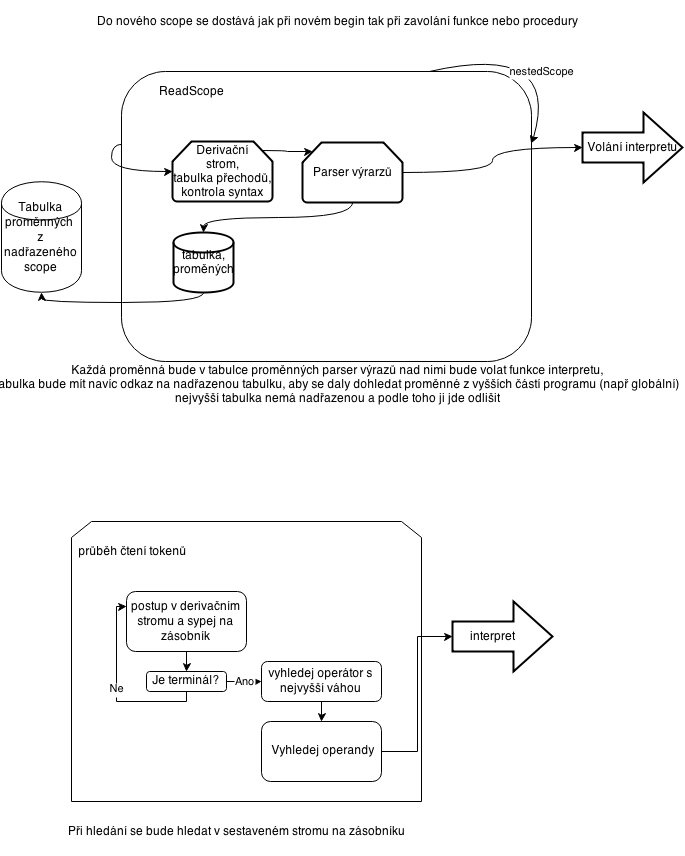 Do nového scope se dostává jak při novém begin tak při zavolání funkce nebo procedury
nestedScope
ReadScope
Volání interpretu
Derivační
strom,
tabulka přechodů,
kontrola syntax
Parser výrarzů
Tabulka
proměnných
z
nadřazeného
scope
tabulka,
proměných
Každá proměnná bude v tabulce proměnných parser výrazů nad nimi bude volat funkce interpretu,
abulka bude mít navíc odkaz na nadřazenou tabulku, aby se daly dohledat proměnné z vyšších částí programu (např globální)
nejvyšší tabulka nemá nadřazenou a podle toho jí jde odlišit
průběh čtení tokenů
postup v derivačním
stromu a sypej na
zásobník
interpret
Je terminál?
Ano
Ne
vyhledej operátor s
nejvyšší váhou
Vyhledej operandy
Při hledání se bude hledat v sestaveném stromu na zásobníku